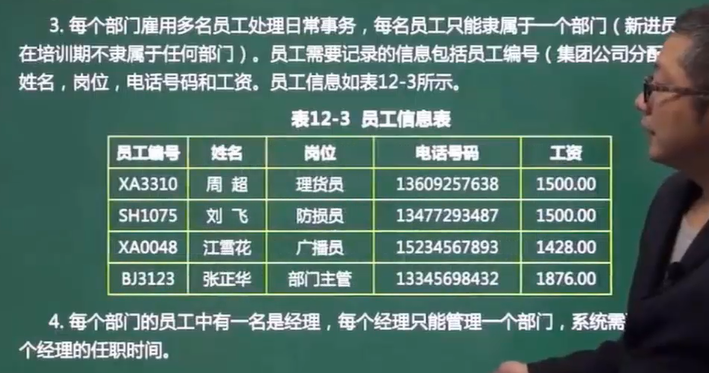 3. 每个部门雇用多名员工处理日常事务，每名员工只能隶属于一个部门（新进员
在培训期不隶属于任何部门）。员工需要记录的信息包括员工编号（集团公司分配
姓名，岗位，电话号码和工资。员工信息如表12-3所示。
表12-3 员工信息表
员工编号 姓名 岗位 电话号码 工资
XA3310 周 超 理货员 13609257638 1500.00
SH1075 刘 飞 防损员 13477293487 1500.00
XA0048 江雪花 广播员 15234567893 1428.00
BJ3123 张正华 部门主管 13345698432 1876.00
4. 每个部门的员工中有一名是经理，每个经理只能管理一个部门，系统需
个经理的任职时间。